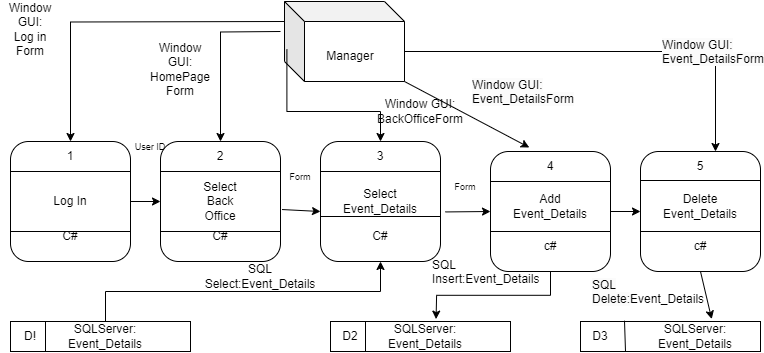 Window
GUI:
Log in
Form
Window
GUI:
HomePage
Form
Manager
Window GUI:
BackOfficeForm
Window GUI:
Event_DetailsForm
Window GUI:
Event_DetailsForm
1
Log In
C#
User ID
2
Select
Back
Office
C#
Form
3
Select
Event_Details
C#
Form
4
Add
Event_Details
c#
5
Delete
Event_Details
c#
SQL
Select:Event_Details
SQL
Insert:Event_Details
SQL
Delete:Event_Details
D!
SQLServer:
Event_Details
D2
SQLServer:
Event_Details
D3
SQLServer:
Event_Details